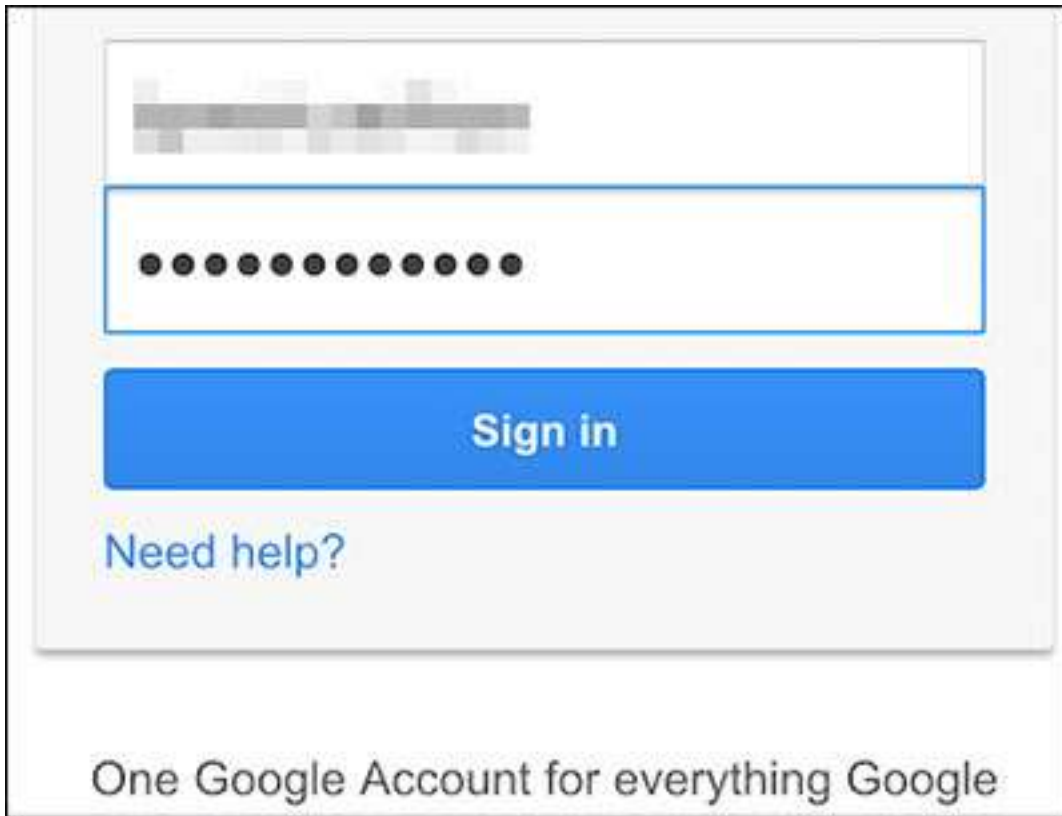 ••••••••••••
Sign in
Need help?
One Google Account for everything Google